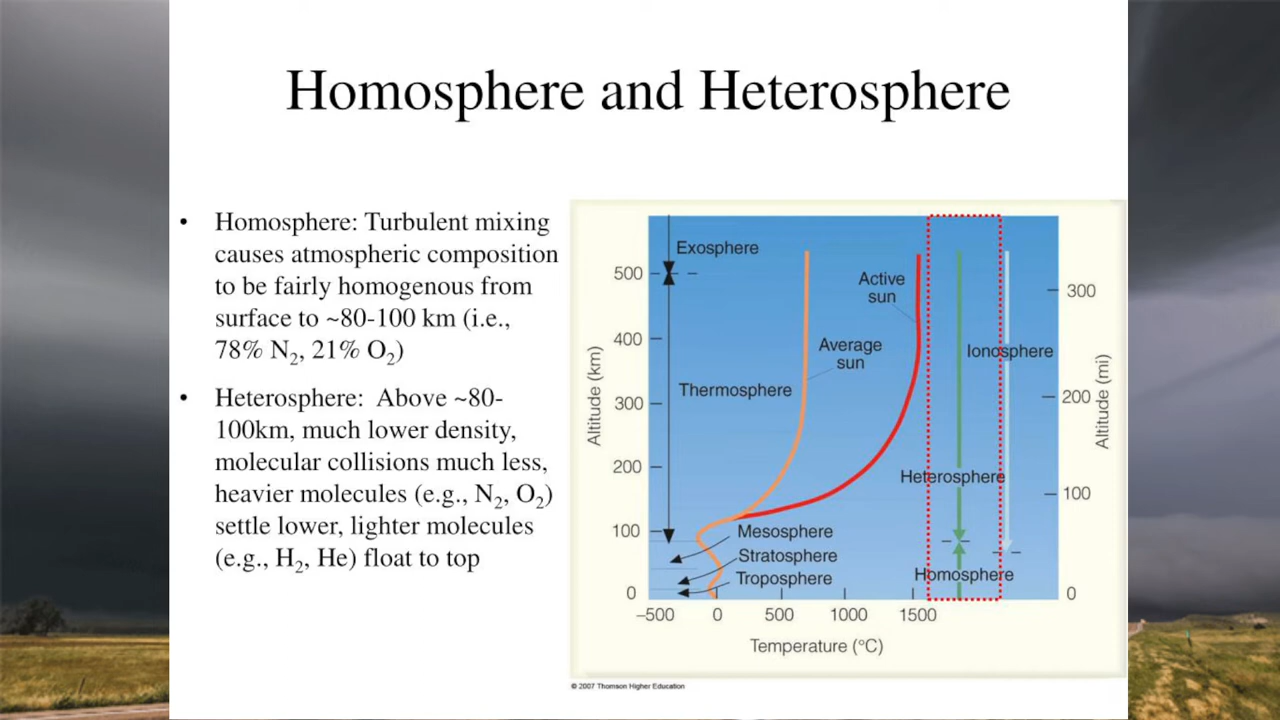 Homosphere and Heterosphere
• Homosphere: Turbulent mixing
causes atmospheric composition
to be fairly homogenous from
surface to ~80-100 km (i.e.,
78% N₂, 21% O₂)
• Heterosphere:  Above ~80-
100km, much lower density,
molecular collisions much less,
heavier molecules (e.g., N₂, O₂)
settle lower, lighter molecules
(e.g., H₂, He) float to top
Exosphere
500
Active
sun
300
400
Average
sun
Ionosphere
Altitude (km)
Altitude (mi)
Thermosphere
300
200
200
Heterosphere
100
100
Mesosphere
Stratosphere
Troposphere
Homosphere
0
0
–500 0 500 1000 1500
Temperature (°C)
© 2007 Thomson Higher Education